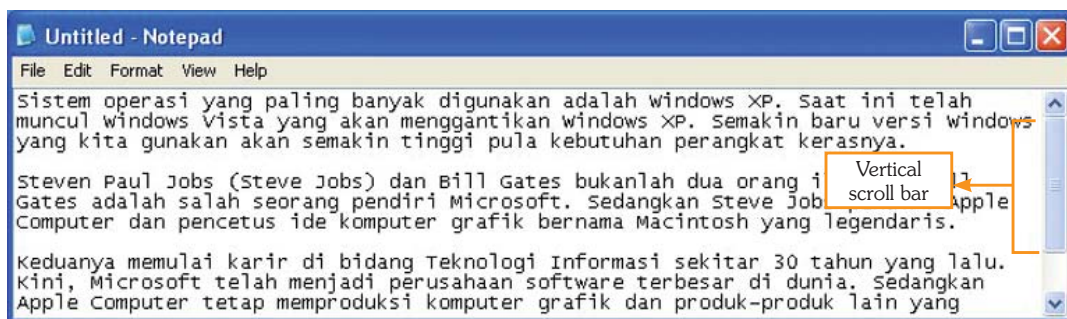 Untitled - Notepad
File Edit Format View Help
Sistem operasi yang paling banyak digunakan adalah Windows XP. Saat ini telah
muncul Windows Vista yang akan menggantikan Windows XP. Semakin baru versi Windows
yang kita gunakan akan semakin tinggi pula kebutuhan perangkat kerasnya.
Steven Paul Jobs (Steve Jobs) dan Bill Gates bukanlah dua orang
Gates adalah salah seorang pendiri Microsoft. Sedangkan Steve Apple
Computer dan pencetus ide komputer grafik bernama Macintosh yang legendaris.
Vertical
scroll bar
Keduanya memulai karir di bidang Teknologi Informasi sekitar 30 tahun yang lalu.
Kini, Microsoft telah menjadi perusahaan software terbesar di dunia. Sedangkan
Apple Computer tetap memproduksi komputer grafik dan produk-produk lain yang